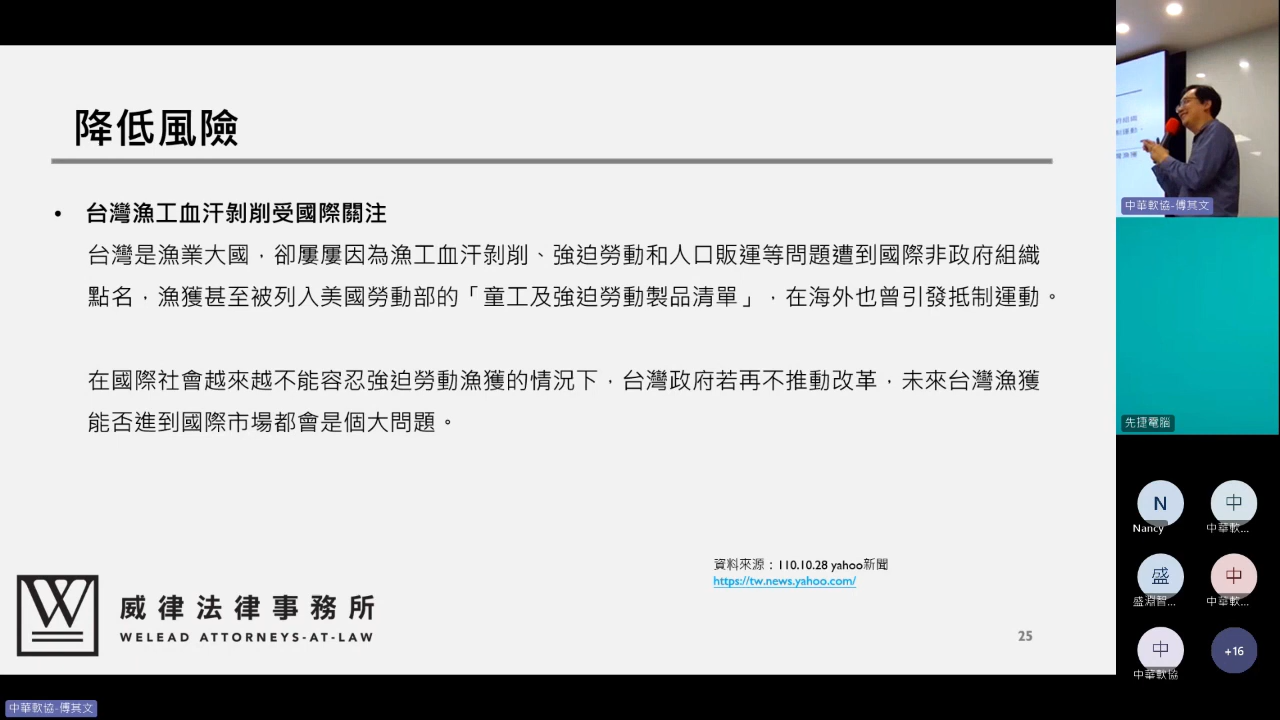 降低風險
• 台灣漁工血汗剝削受國際關注
台灣是漁業大國，卻屢屢因為漁工血汗剝削、強迫勞動和人口販運等問題遭到國際非政府組織
點名，漁獲甚至被列入美國勞動部的「童工及強迫勞動製品清單」，在海外也曾引發抵制運動。
在國際社會越來越不能容忍強迫勞動漁獲的情況下，台灣政府若再不推動改革，未來台灣漁獲
能否進到國際市場都會是個大問題。
資料來源：110.10.28 yahoo新聞
https://tw.news.yahoo.com/
W
威律法律事務所
WELEAD ATTORNEYS-AT-LAW
25
中華軟協-傅其文
先捷電腦
N
中
Nancy
中華軟...
盛
中
盛淵智...
中華軟...
中
+16
中華軟協
中華軟協-傅其文